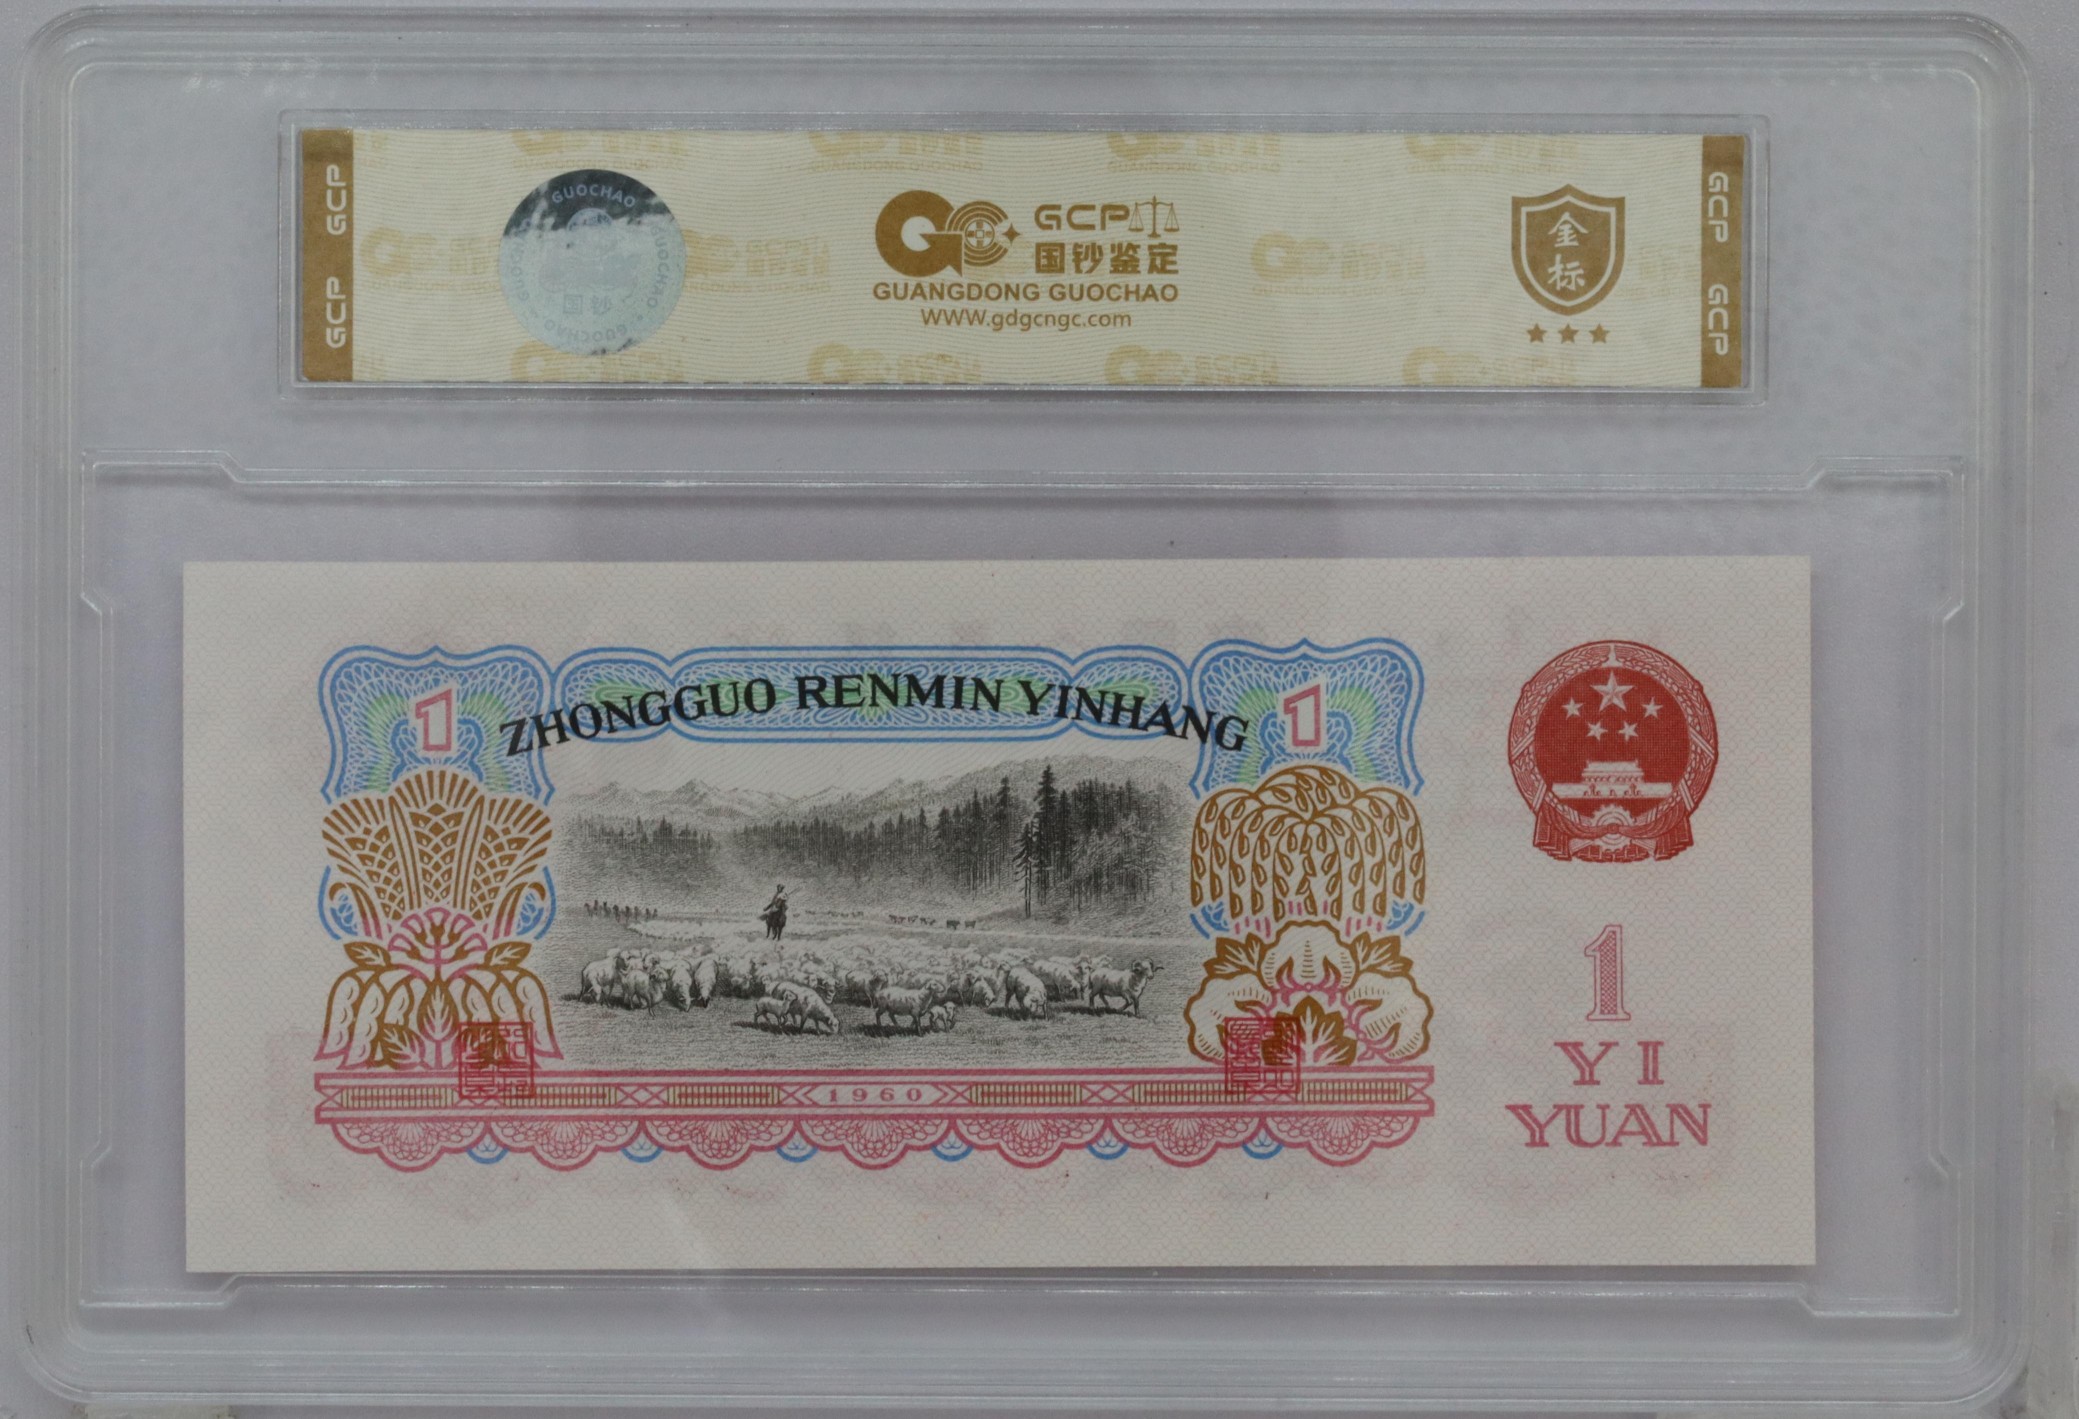 GCP GCP
GUOCHAO
国钞
GCP
国钞鉴定
GUANGDONG GUOCHAO
WWW.gdgcngc.com
金标
GCP GCP
1
ZHONGGUO RENMIN YINHANG
1
1960
1
YI
YUAN